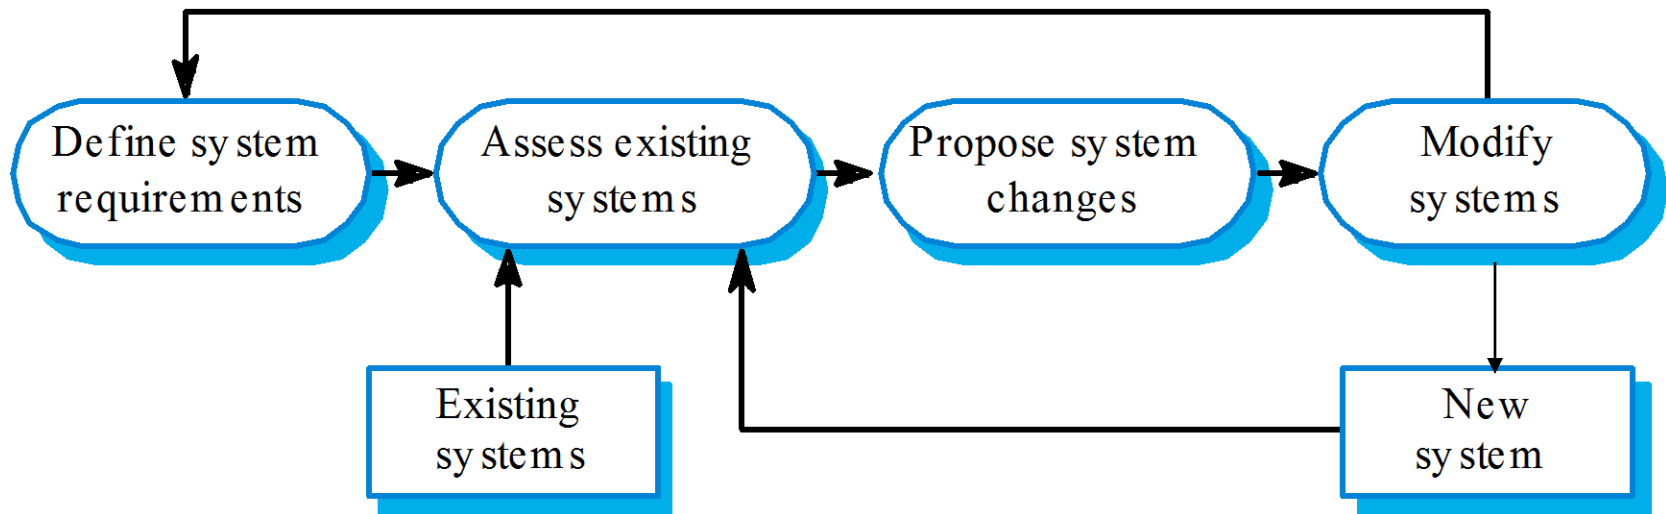 Define system
requirements
Assess existing
systems
Propose system
changes
Modify
systems
Existing
systems
New
system